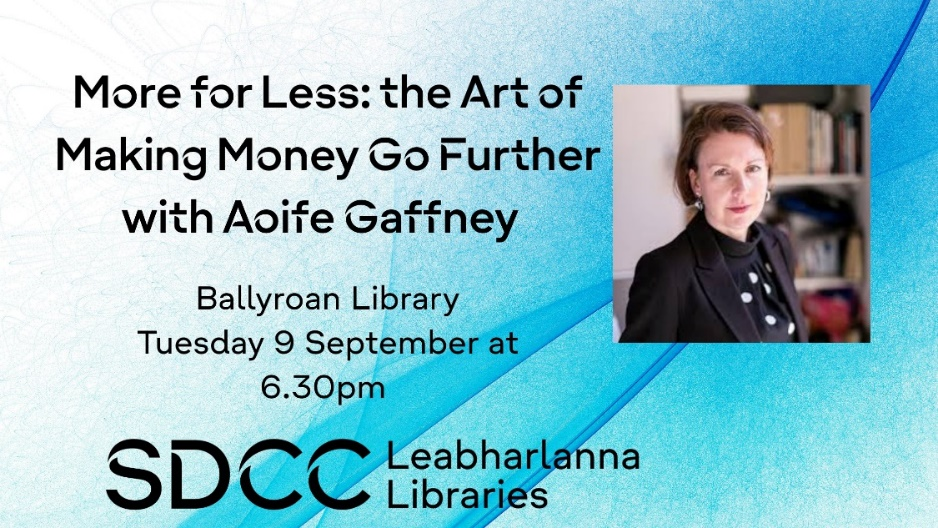 More for Less: the Art of
Making Money Go Further
with Aoife Gaffney
Ballyroan Library
Tuesday 9 September at
6.30pm
SDCC Leabharlanna
Libraries